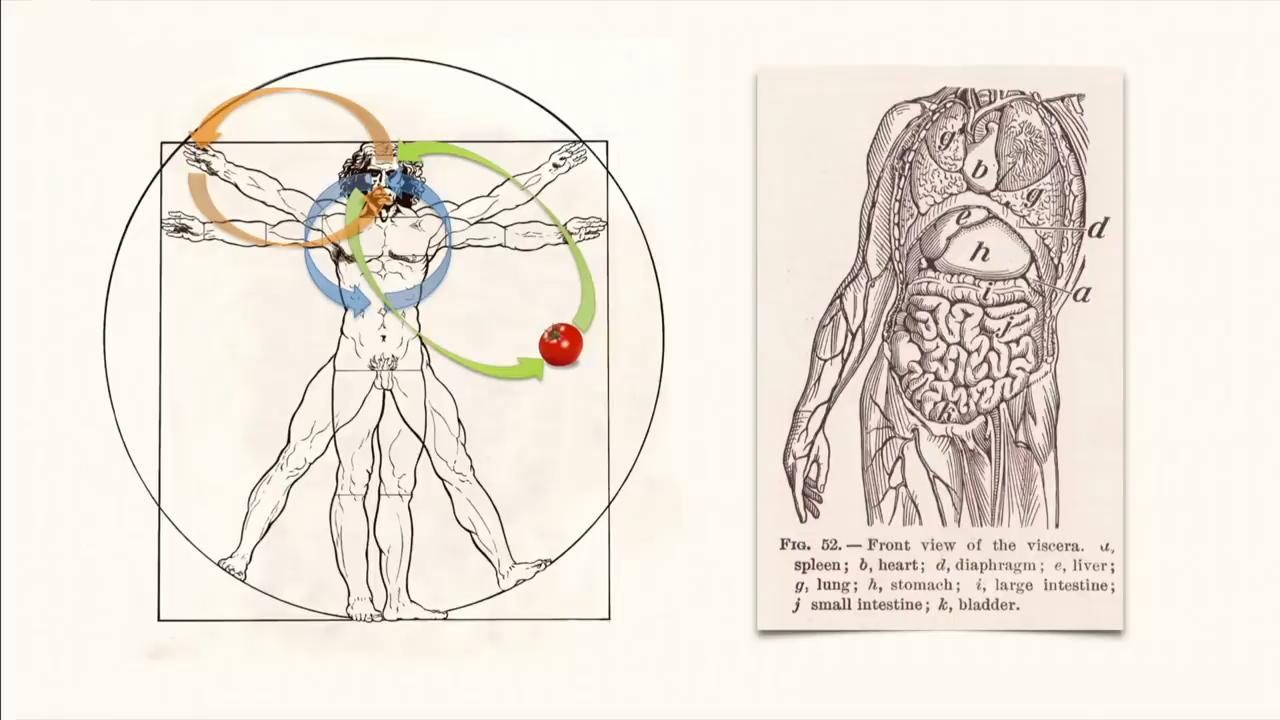 g
b
g
e
d
h
i
a
j
k
FIG. 52.—Front view of the viscera. a,
spleen; b, heart; d, diaphragm; e, liver;
g, lung; h, stomach; i, large intestine;
j small intestine; k, bladder.